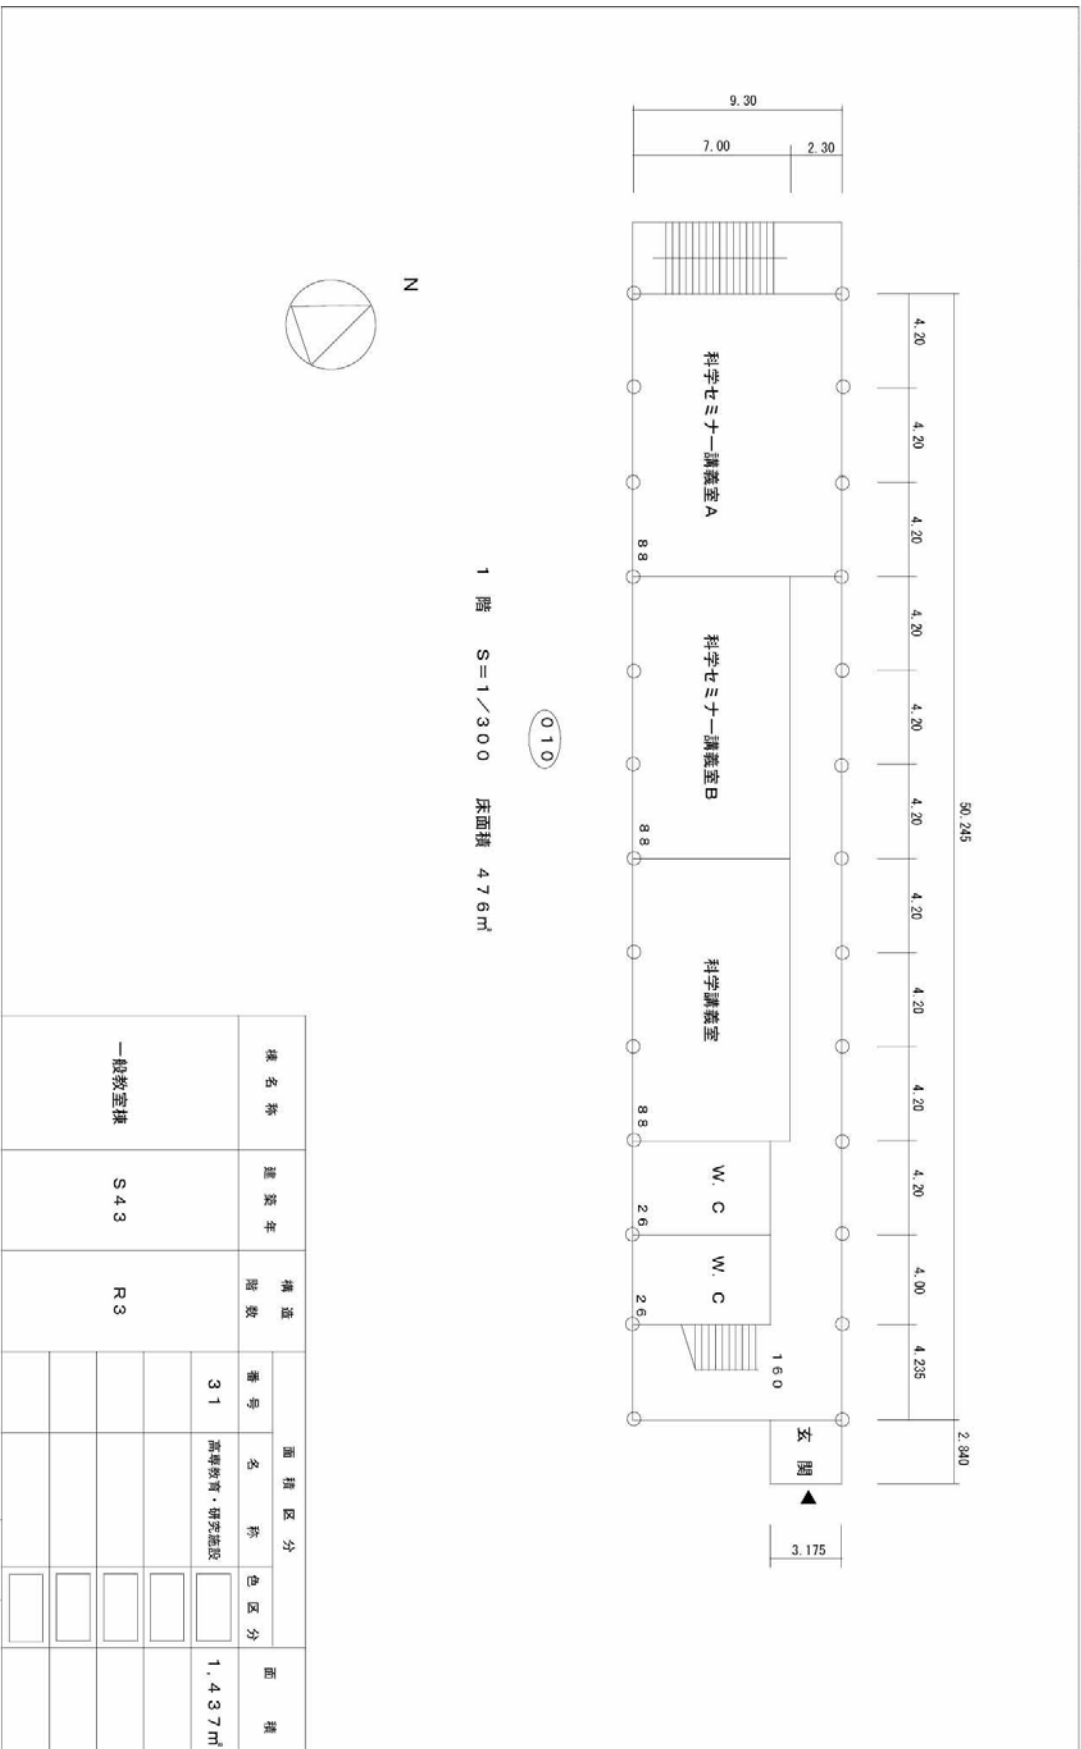 50.245
2.840
4.20
4.20
4.20
4.20
4.20
4.20
4.20
4.20
4.20
4.20
4.00
4.235
9.30
7.00
2.30
3.175
科学セミナー講義室A
88
科学セミナー講義室B
88
科学講義室
88
W.C
26
W.C
26
160
玄関
010
1階 S=1/300 床面積 476㎡
N
棟名称
建築年
構造
階数
面積区分
面積
番号
名称
色区分
一般教室棟
S43
R3
31
高専教育・研究施設
1,437㎡